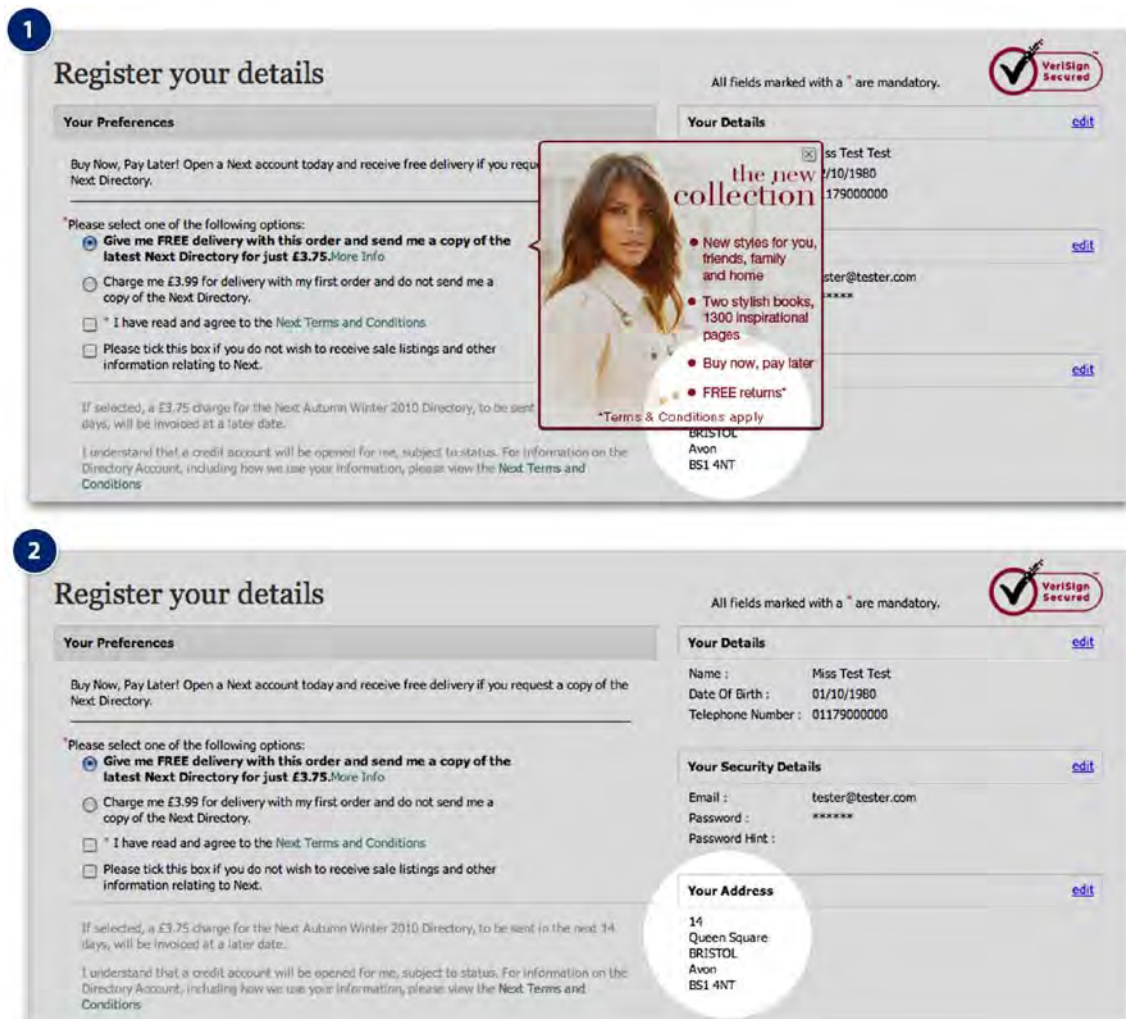 1
Register your details
All fields marked with a * are mandatory.
VeriSign
Secured
Your Preferences
Your Details
edit
Buy Now, Pay Later! Open a Next account today and receive free delivery if you requ
Next Directory.
*Please select one of the following options:
Give me FREE delivery with this order and send me a copy of the
latest Next Directory for just £3.75.More Info
Charge me £3.99 for delivery with my first order and do not send me a
copy of the Next Directory.
* I have read and agree to the Next Terms and Conditions
Please tick this box if you do not wish to receive sale listings and other
information relating to Next.
If selected, a £3.75 charge for the Next Autumn Winter 2010 Directory, to be sent
days, will be invoiced at a later date.
I understand that a credit account will be opened for me, subject to status. For information on the
Directory Account, including how we use your information, please view the Next Terms and
Conditions
the new
collection
• New styles for you,
friends, family
and home
• Two stylish books,
1300 inspirational
pages
• Buy now, pay later
• FREE returns*
*Terms & Conditions apply
ss Test Test
/10/1980
179000000
edit
ster@tester.com
*****
edit
BRISTOL
Avon
BS1 4NT
2
Register your details
All fields marked with a * are mandatory.
VeriSign
Secured
Your Preferences
Buy Now, Pay Later! Open a Next account today and receive free delivery if you request a copy of the
Next Directory.
*Please select one of the following options:
Give me FREE delivery with this order and send me a copy of the
latest Next Directory for just £3.75.More Info
Charge me £3.99 for delivery with my first order and do not send me a
copy of the Next Directory.
* I have read and agree to the Next Terms and Conditions
Please tick this box if you do not wish to receive sale listings and other
information relating to Next.
If selected, a £3.75 charge for the Next Autumn Winter 2010 Directory, to be sent in the next 14
days, will be invoiced at a later date.
I understand that a credit account will be opened for me, subject to status. For information on the
Directory Account, including how we use your information, please view the Next Terms and
Conditions
Your Details
edit
Name : Miss Test Test
Date Of Birth : 01/10/1980
Telephone Number : 01179000000
Your Security Details
edit
Email : tester@tester.com
Password : ******
Password Hint :
Your Address
edit
14
Queen Square
BRISTOL
Avon
BS1 4NT